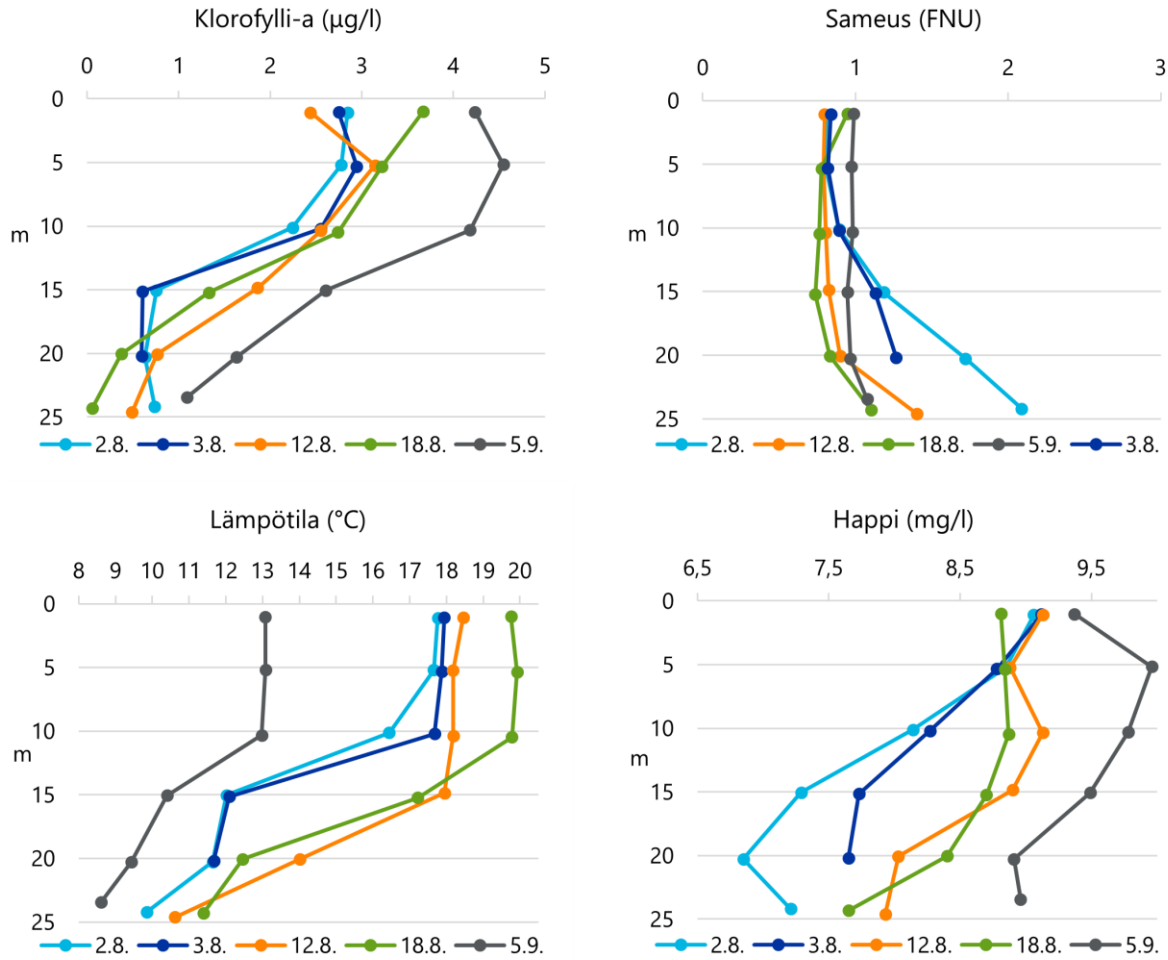 Klorofylli-a (µg/l)
0 1 2 3 4 5
0
5
10
m
15
20
25
2.8. 3.8. 12.8. 18.8. 5.9.
Sameus (FNU)
0 1 2 3
0
5
10
m
15
20
25
2.8. 12.8. 18.8. 5.9. 3.8.
Lämpötila (°C)
8 9 10 11 12 13 14 15 16 17 18 19 20
0
5
10
m
15
20
25
2.8. 3.8. 12.8. 18.8. 5.9.
Happi (mg/l)
6,5 7,5 8,5 9,5
0
5
10
m
15
20
25
2.8. 3.8. 12.8. 18.8. 5.9.